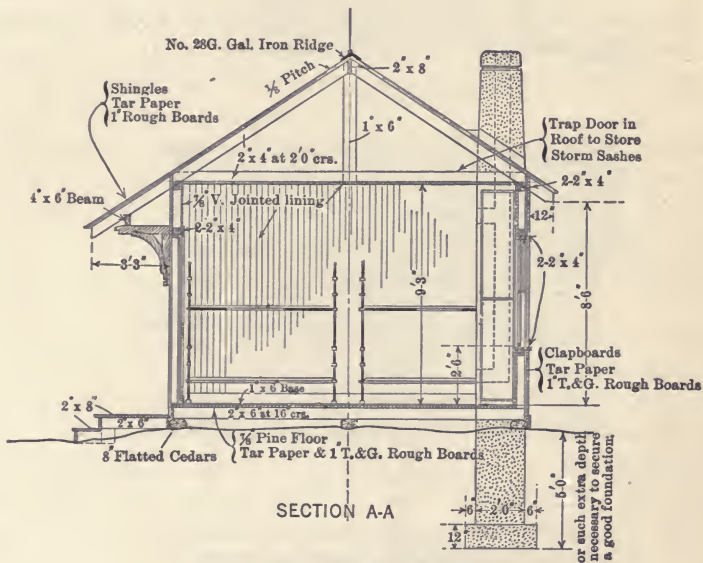 No. 28G. Gal. Iron Ridge
⅓ Pitch
2" x 8"
Shingles
Tar Paper
1" Rough Boards
1" x 6"
Trap Door in
Roof to Store
Storm Sashes
2" x 4" at 2'0" crs.
4" x 6" Beam
⅞" V. Jointed lining
2-2" x 4"
2-2" x 4"
12"
3'-3"
2-2" x 4"
9'-3"
8'-6"
2'-6"
Clapboards
Tar Paper
1" T.&G. Rough Boards
1" x 6" Base
2" x 8"
2" x 6"
2" x 6" at 16" crs.
8" Flatted Cedars
⅞" Pine Floor
Tar Paper & 1" T.&G. Rough Boards
SECTION A-A
6"
2'-0"
6"
12"
5'-0"
or such extra depth
necessary to secure
a good foundation.